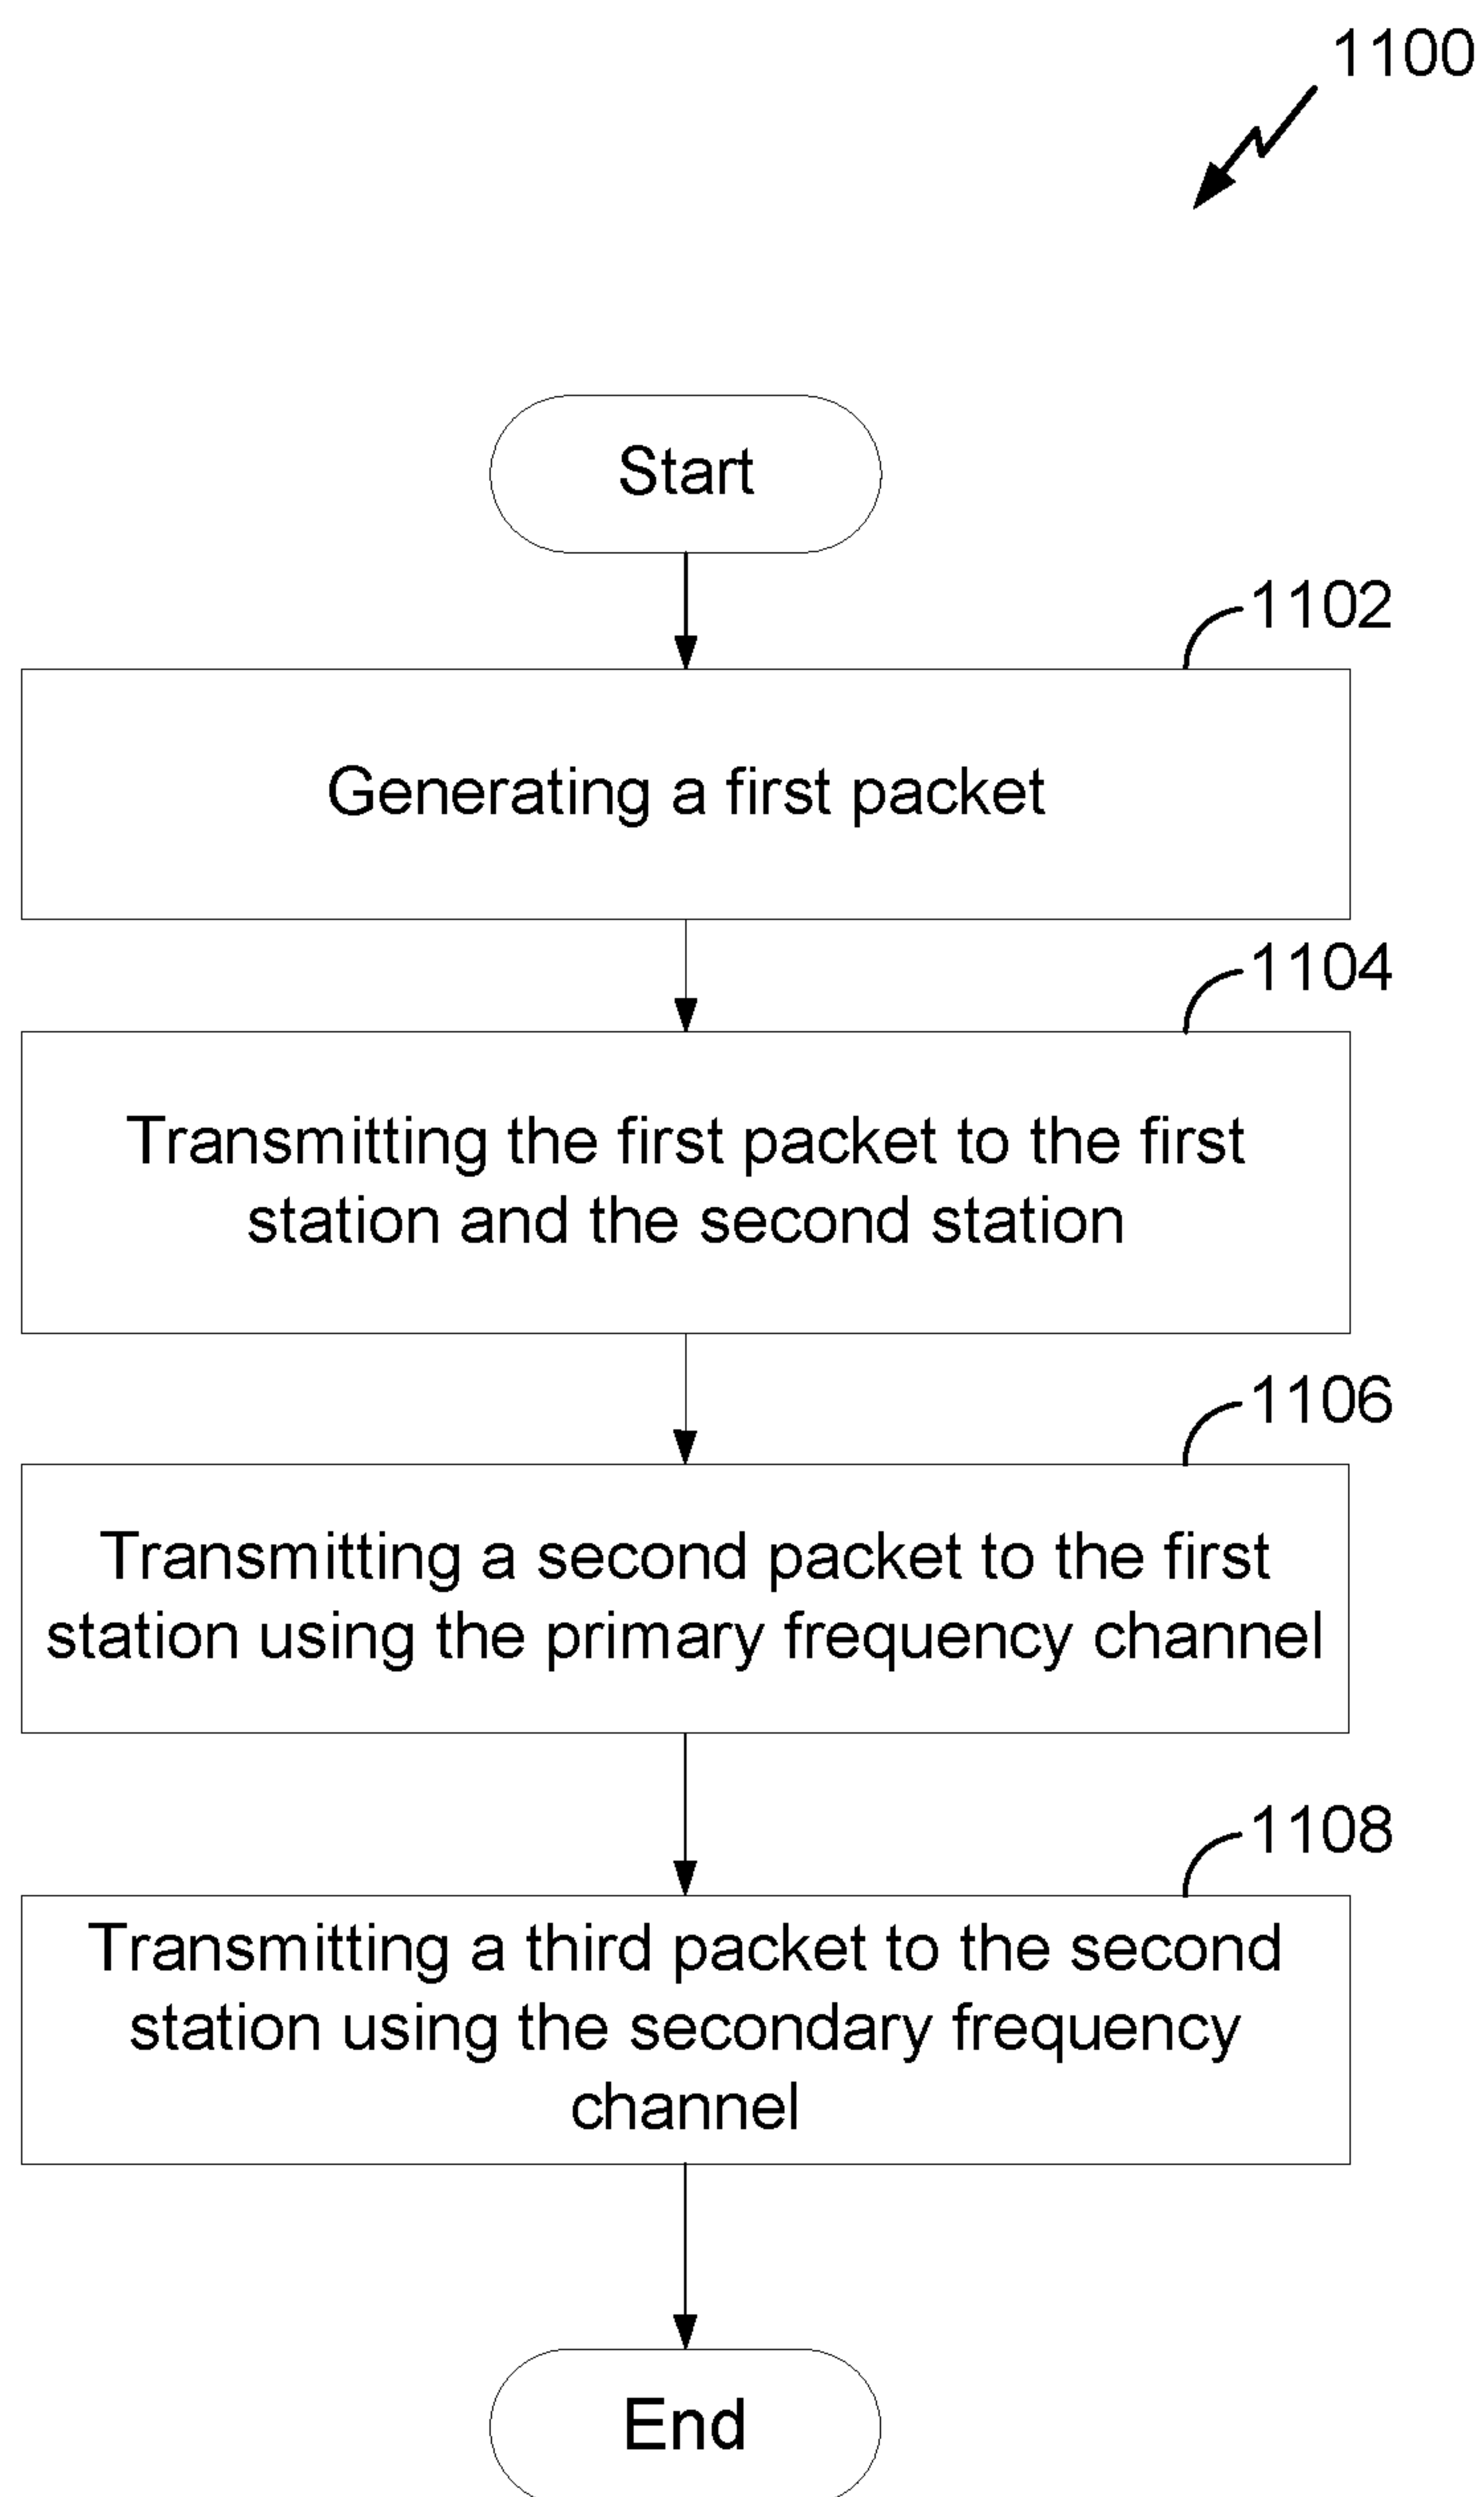 1100
Start
1102
Generating a first packet
1104
Transmitting the first packet to the first
station and the second station
1106
Transmitting a second packet to the first
station using the primary frequency channel
1108
Transmitting a third packet to the second
station using the secondary frequency
channel
End